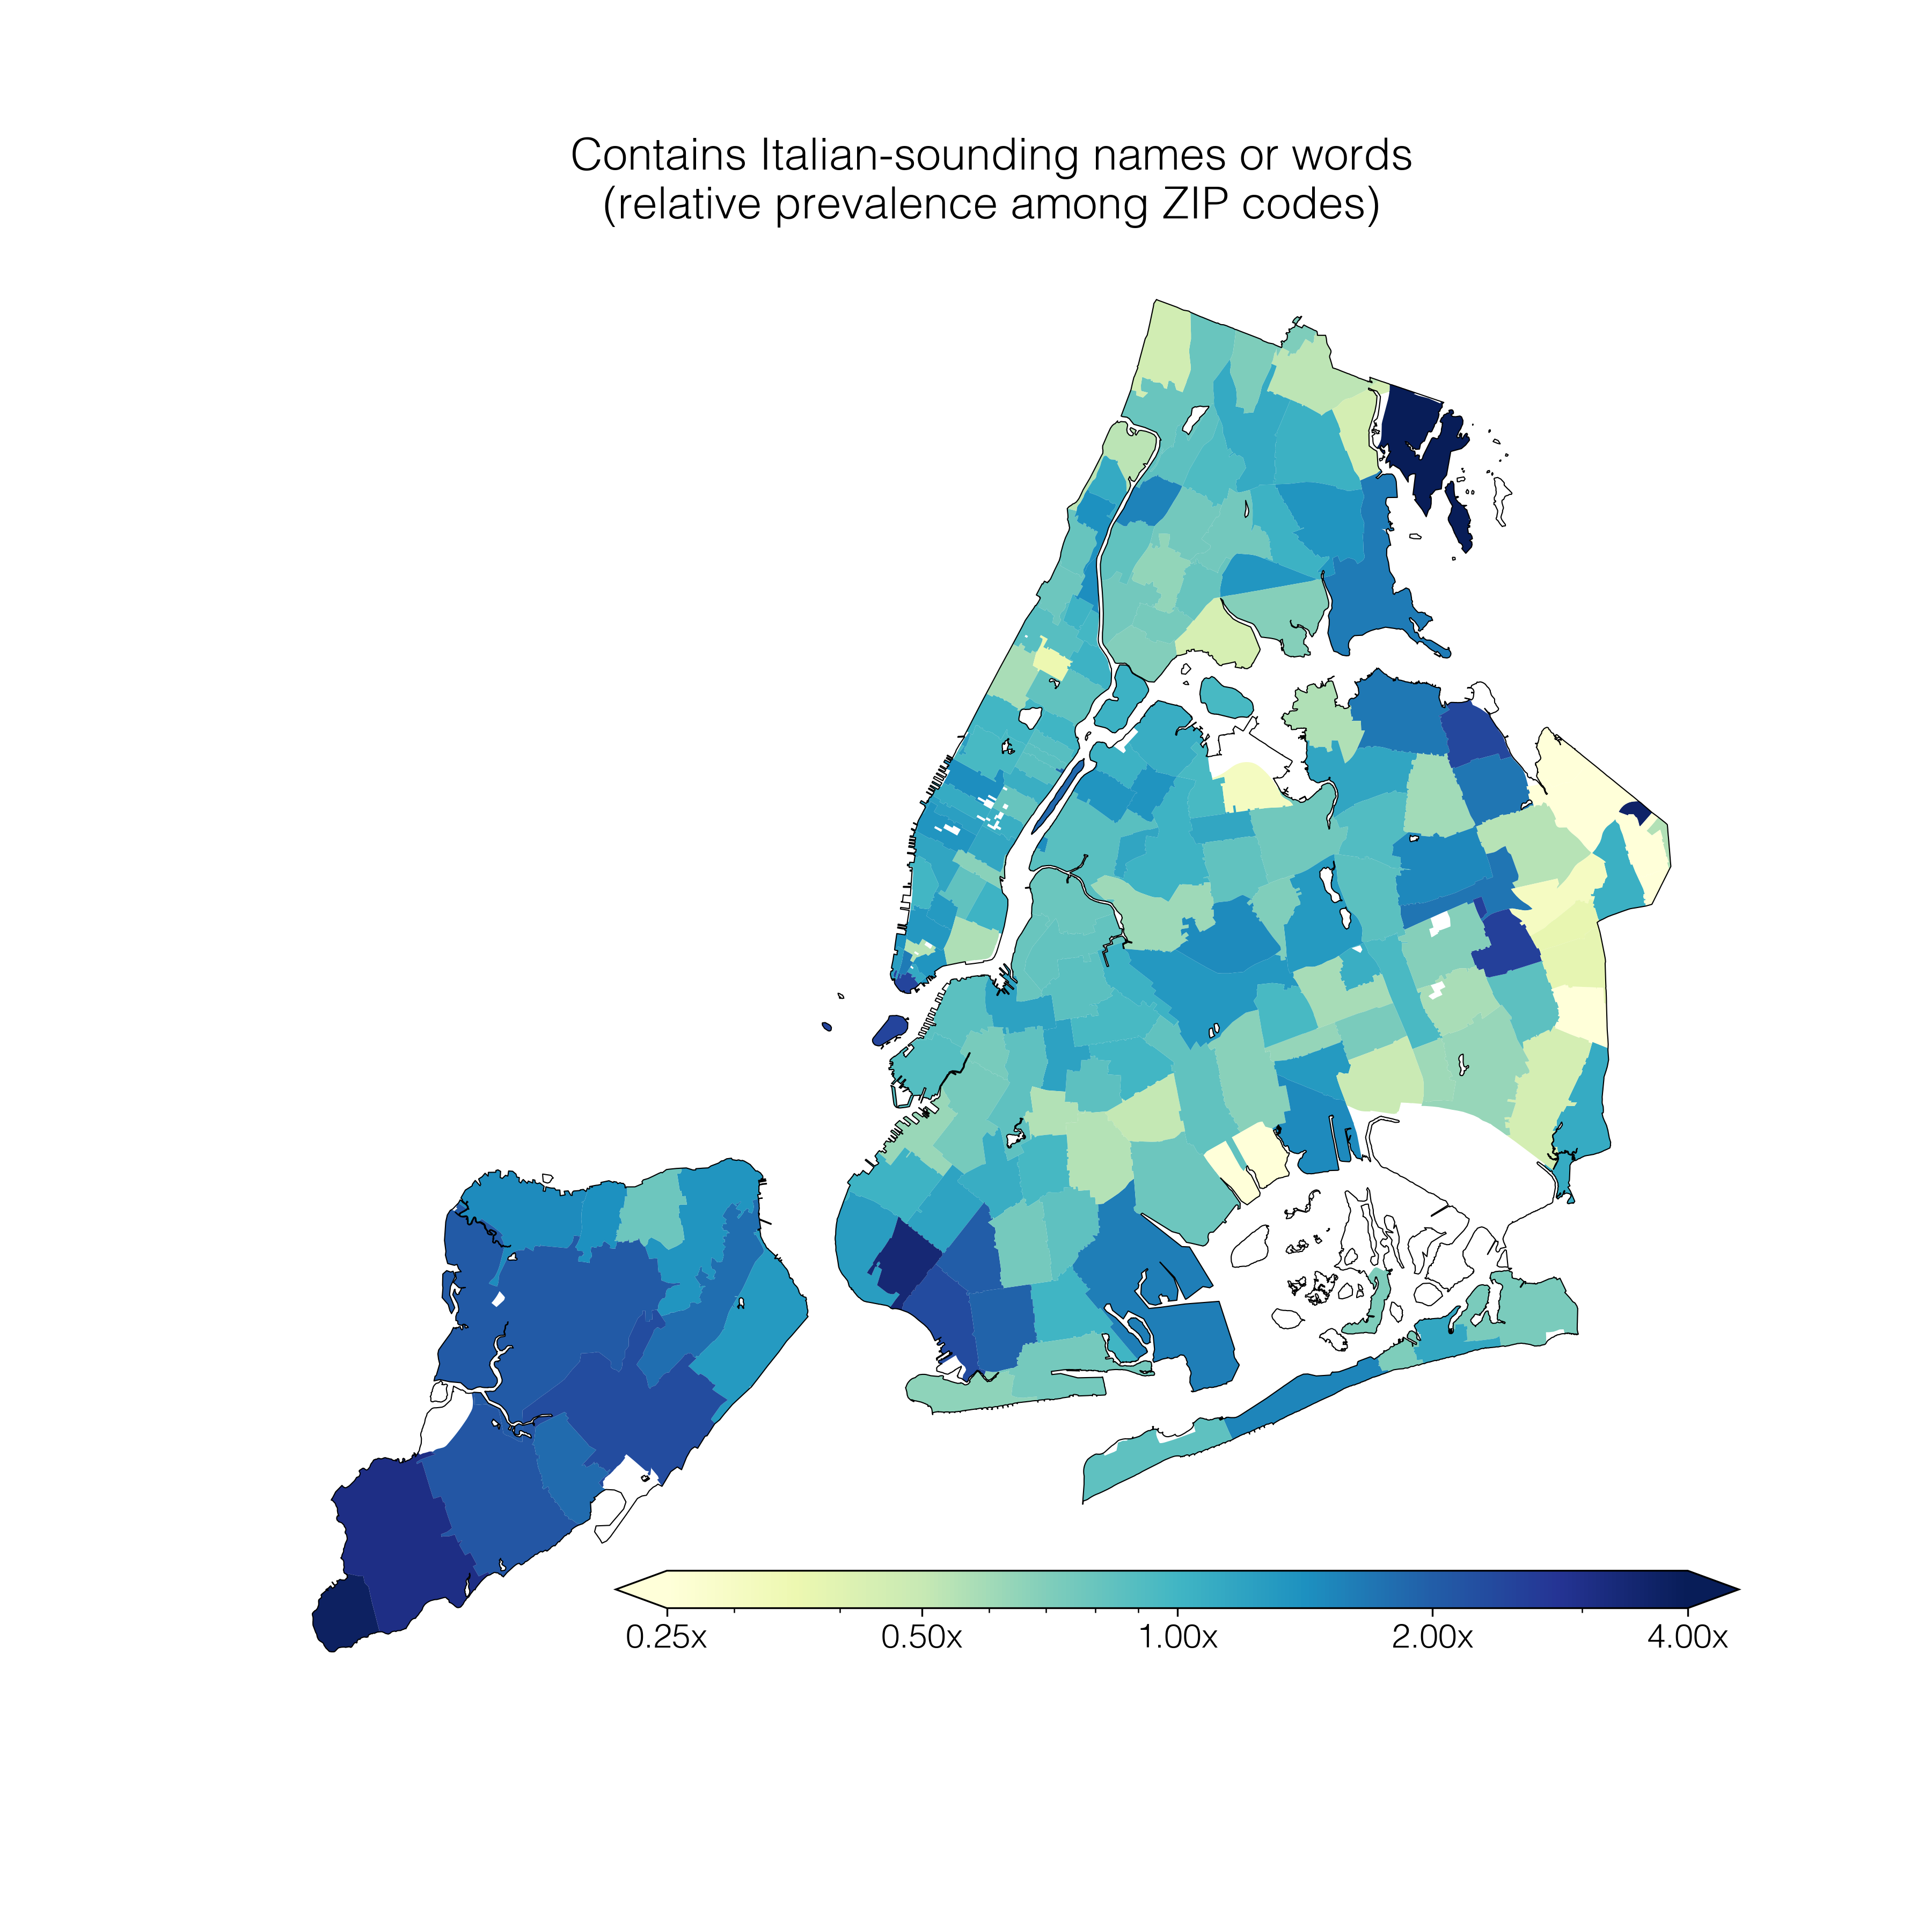 Contains Italian-sounding names or words
(relative prevalence among ZIP codes)
0.25x 0.50x 1.00x 2.00x 4.00x